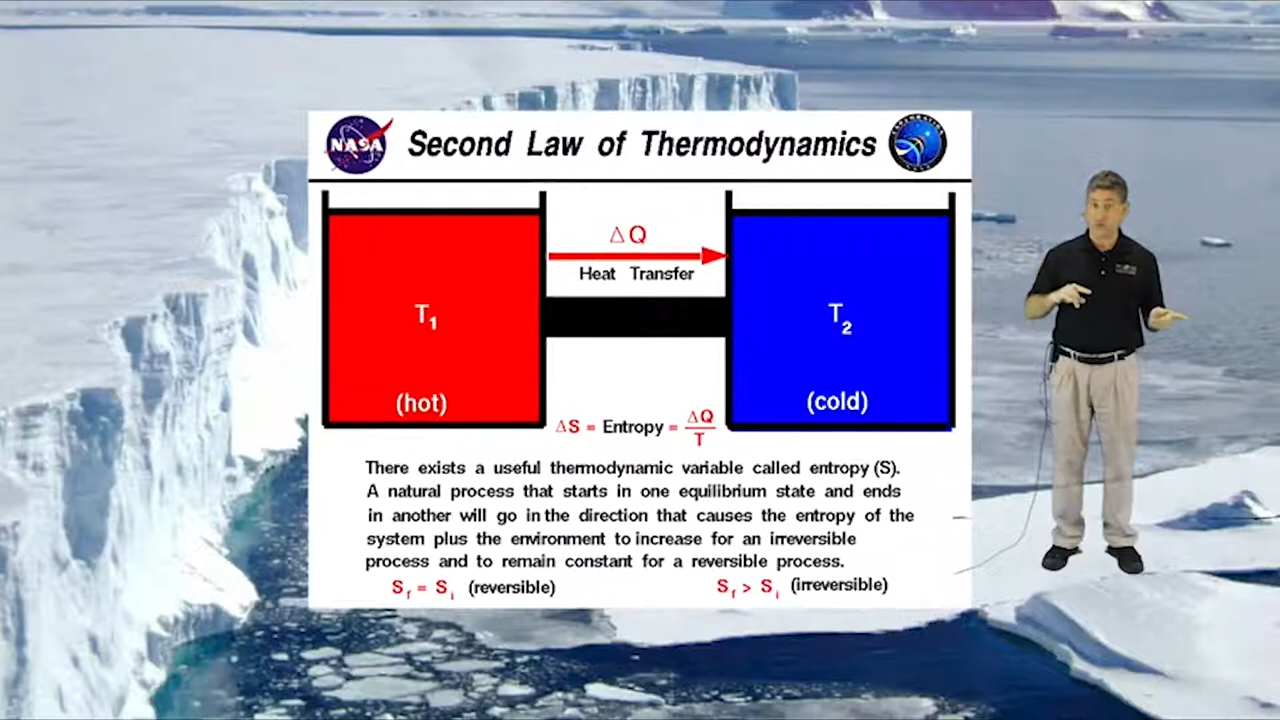 NASA
Second Law of Thermodynamics
EXPLORATION
ΔQ
Heat Transfer
T1
T2
(hot)
(cold)
ΔS = Entropy = ΔQ
T
There exists a useful thermodynamic variable called entropy (S).
A natural process that starts in one equilibrium state and ends
in another will go in the direction that causes the entropy of the
system plus the environment to increase for an irreversible
process and to remain constant for a reversible process.
Sf = Si (reversible)
Sf > Si (irreversible)